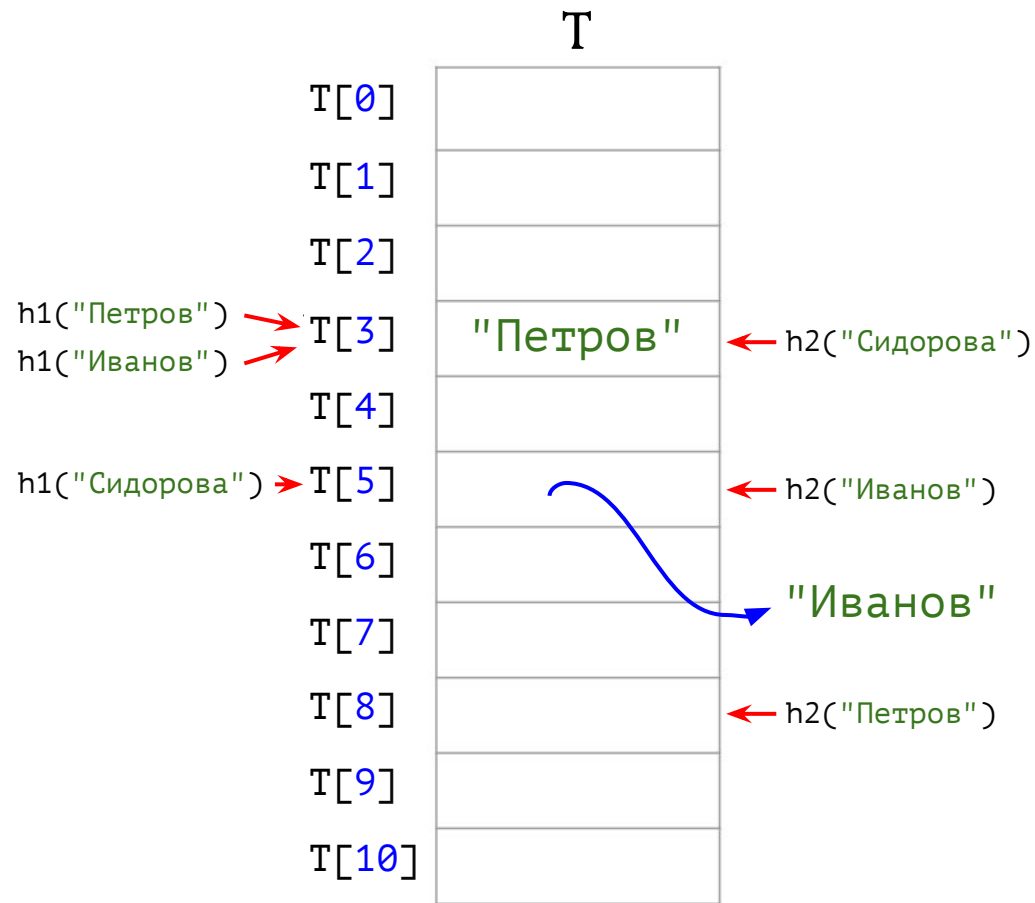 T
T[0]
T[1]
T[2]
h1("Петров")
h1("Иванов")
T[3]
"Петров"
h2("Сидорова")
T[4]
h1("Сидорова")
T[5]
h2("Иванов")
T[6]
"Иванов"
T[7]
T[8]
h2("Петров")
T[9]
T[10]